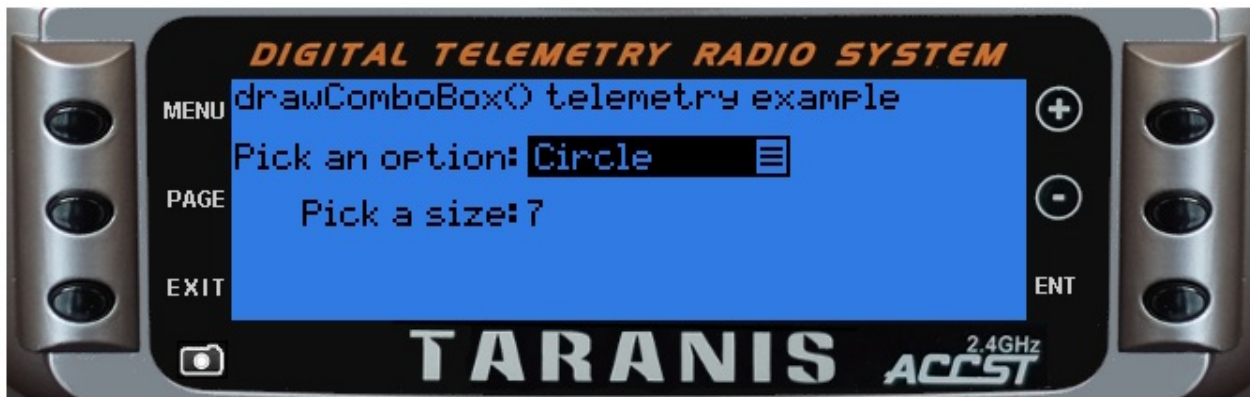 DIGITAL TELEMETRY RADIO SYSTEM
MENU
drawComboBox() telemetry example
+
Pick an option: Circle
PAGE
-
Pick a size: 7
EXIT
ENT
TARANIS
2.4GHz
ACCST